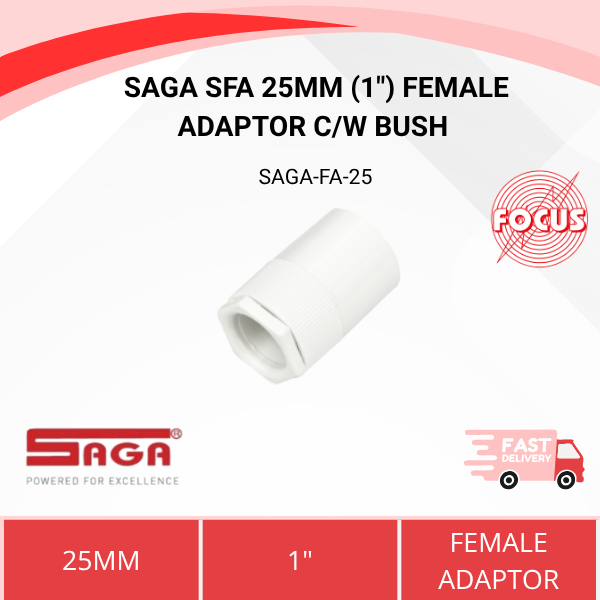 SAGA SFA 25MM (1") FEMALE
ADAPTOR C/W BUSH
SAGA-FA-25
FOCUS
SAGA®
POWERED FOR EXCELLENCE
FAST
DELIVERY
25MM
1"
FEMALE
ADAPTOR